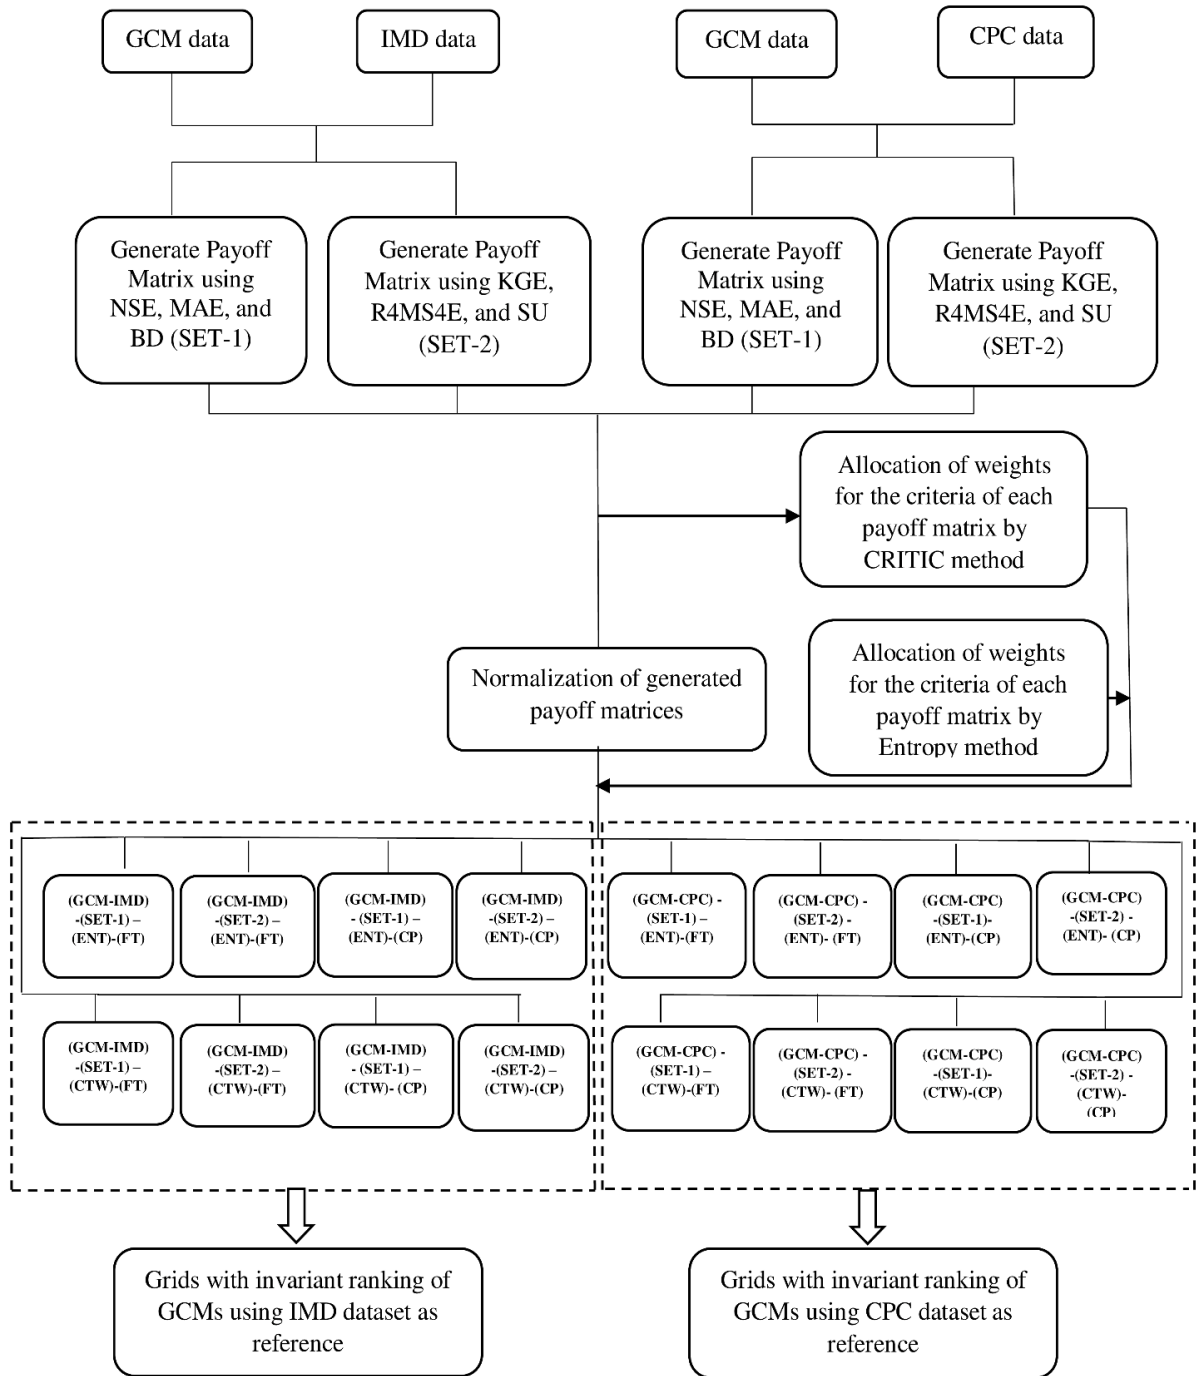 GCM data
IMD data
GCM data
CPC data
Generate Payoff
Matrix using
NSE, MAE, and
BD (SET-1)
Generate Payoff
Matrix using KGE,
R4MS4E, and SU
(SET-2)
Generate Payoff
Matrix using
NSE, MAE, and
BD (SET-1)
Generate Payoff
Matrix using KGE,
R4MS4E, and SU
(SET-2)
Allocation of weights
for the criteria of each
payoff matrix by
CRITIC method
Normalization of generated
payoff matrices
Allocation of weights
for the criteria of each
payoff matrix by
Entropy method
(GCM-IMD)
-(SET-1) –
(ENT)-(FT)
(GCM-IMD)
-(SET-2) –
(ENT)-(FT)
(GCM-IMD)
- (SET-1) –
(ENT)-(CP)
(GCM-IMD)
-(SET-2) –
(ENT)-(CP)
(GCM-CPC) -
(SET-1) –
(ENT)-(FT)
(GCM-CPC) -
(SET-2) -
(ENT)- (FT)
(GCM-CPC)
-(SET-1)-
(ENT)-(CP)
(GCM-CPC)
-(SET-2) -
(ENT)- (CP)
(GCM-IMD)
-(SET-1) –
(CTW)-(FT)
(GCM-IMD)
-(SET-2) –
(CTW)-(FT)
(GCM-IMD)
- (SET-1) –
(CTW)- (CP)
(GCM-IMD)
-(SET-2) –
(CTW)-(CP)
(GCM-CPC) -
(SET-1) –
(CTW)-(FT)
(GCM-CPC) -
(SET-2) -
(CTW)- (FT)
(GCM-CPC)
-(SET-1)-
(CTW)-(CP)
(GCM-CPC)
-(SET-2) -
(CTW)-
(CP)
Grids with invariant ranking of
GCMs using IMD dataset as
reference
Grids with invariant ranking of
GCMs using CPC dataset as
reference